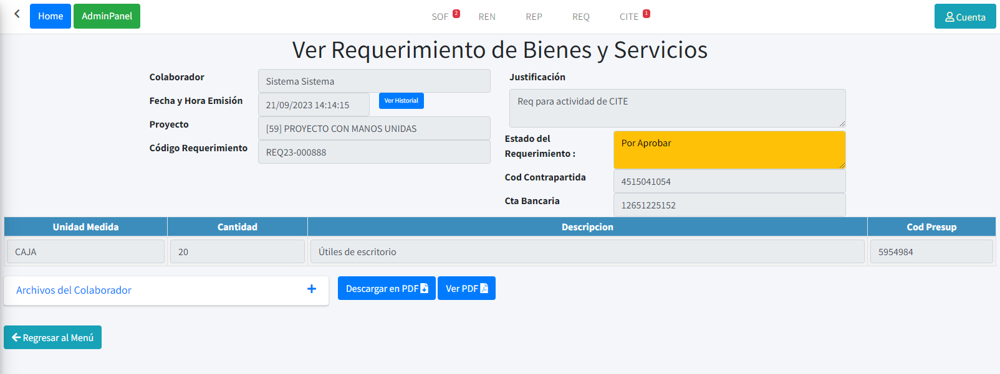 Home AdminPanel SOF 2 REN REP REQ CITE 1 Cuenta
Ver Requerimiento de Bienes y Servicios
Colaborador
Sistema Sistema
Fecha y Hora Emisión
21/09/2023 14:14:15
Ver Historial
Proyecto
[59] PROYECTO CON MANOS UNIDAS
Código Requerimiento
REQ23-000888
Justificación
Req para actividad de CITE
Estado del
Requerimiento :
Por Aprobar
Cod Contrapartida
4515041054
Cta Bancaria
12651225152
Unidad Medida Cantidad Descripcion Cod Presup
CAJA 20 Útiles de escritorio 5954984
Archivos del Colaborador +
Descargar en PDF Ver PDF
Regresar al Menú